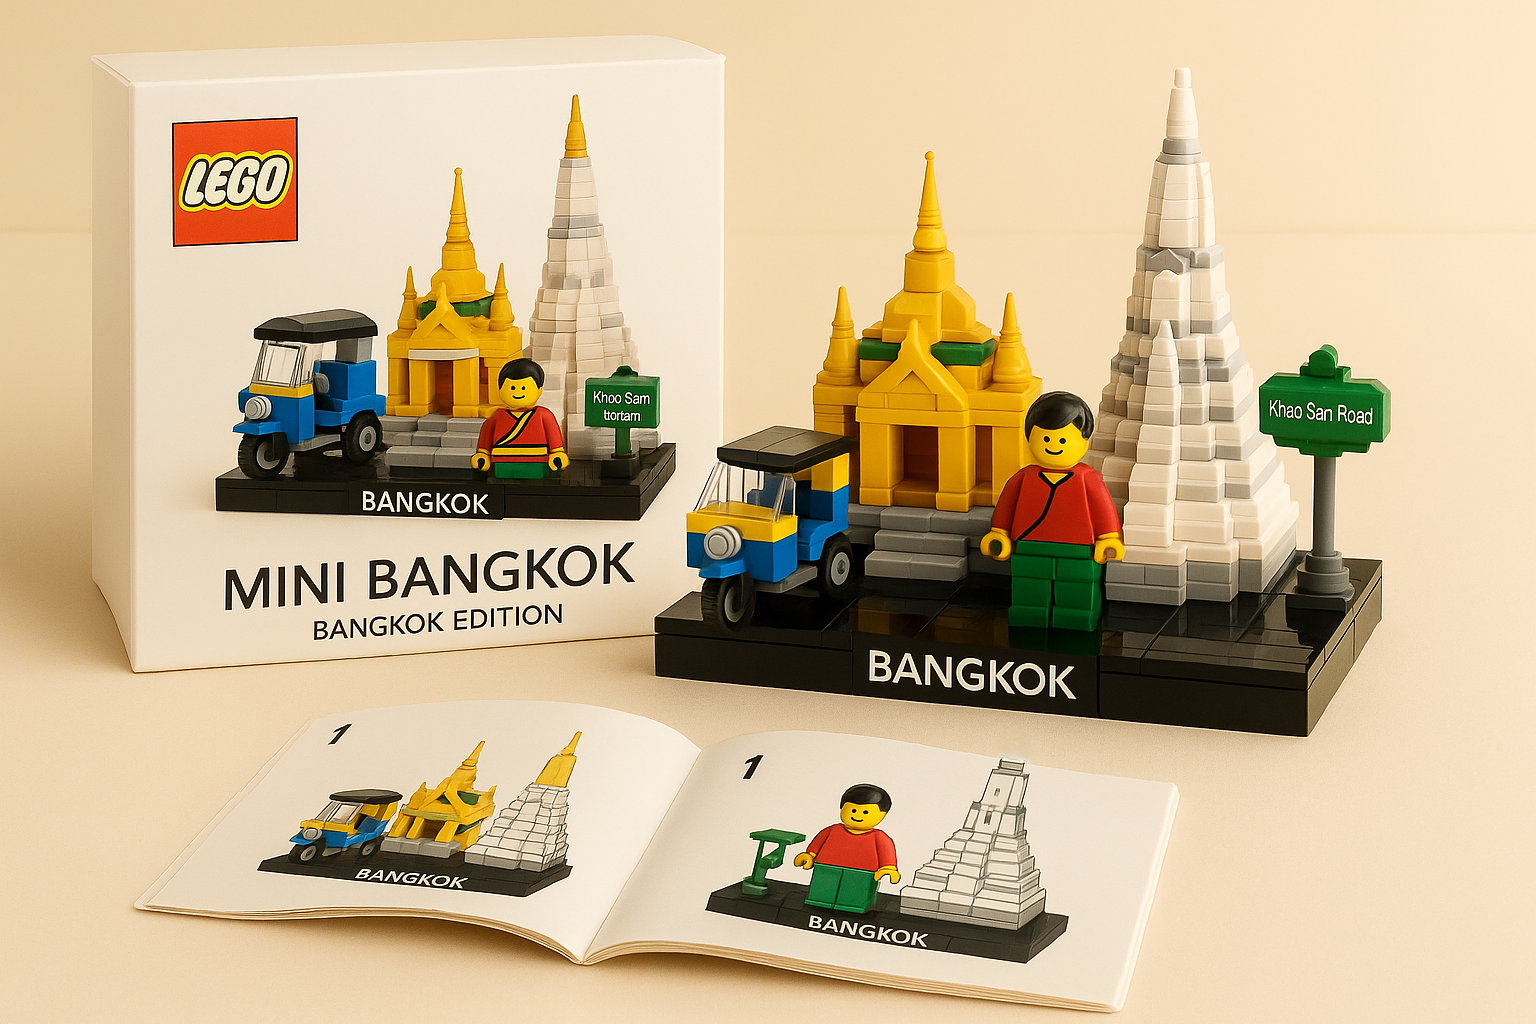 LEGO
Khoo Sam
ttortam
BANGKOK
MINI BANGKOK
BANGKOK EDITION
Khao San Road
BANGKOK
1
BANGKOK
1
BANGKOK